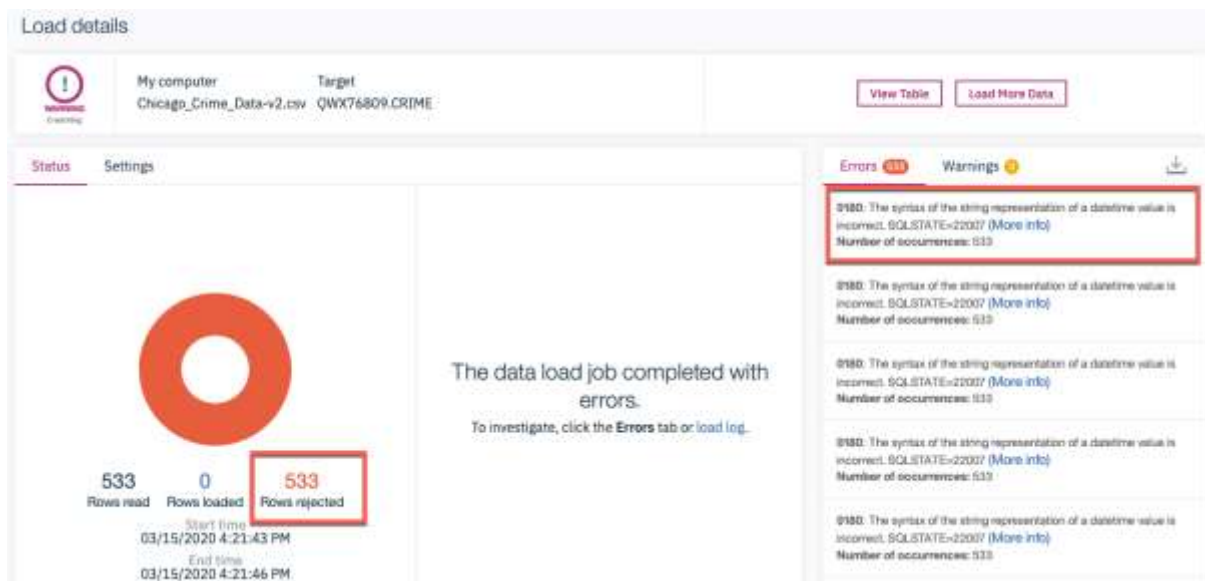 Load details
My computer
Target
Chicago_Crime_Data-v2.csv
QWX76809.CRIME
View Table
Load More Data
Status
Settings
Errors 533
Warnings
0180: The syntax of the string representation of a datetime value is
incorrect. SQLSTATE=22007 (More info)
Number of occurrences: 533
0180: The syntax of the string representation of a datetime value is
incorrect. SQLSTATE=22007 (More info)
Number of occurrences: 533
0180: The syntax of the string representation of a datetime value is
incorrect. SQLSTATE=22007 (More info)
Number of occurrences: 533
0180: The syntax of the string representation of a datetime value is
incorrect. SQLSTATE=22007 (More info)
Number of occurrences: 533
0180: The syntax of the string representation of a datetime value is
incorrect. SQLSTATE=22007 (More info)
Number of occurrences: 533
The data load job completed with
errors.
To investigate, click the Errors tab or load log.
533
Rows read
0
Rows loaded
533
Rows rejected
Start time
03/15/2020 4:21:43 PM
End time
03/15/2020 4:21:46 PM